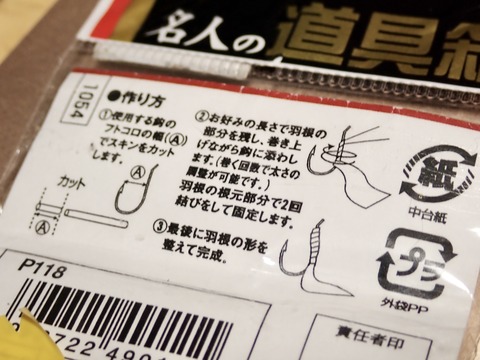 名人の道具箱
1054
●作り方
①使用する鈎の
フトコロの幅(Ⓐ)
でスキンをカット
します。
カット
Ⓐ
Ⓐ
②お好みの長さで羽根の
部分を残し、巻き上
げながら鈎に添わし
ます。(巻く回数で太さの
調整が可能です。)
羽根の根元部分で2回
結びをして固定します。
③最後に羽根の形を
整えて完成。
紙
中台紙
プラ
外袋PP
P118
722 490
責任者印